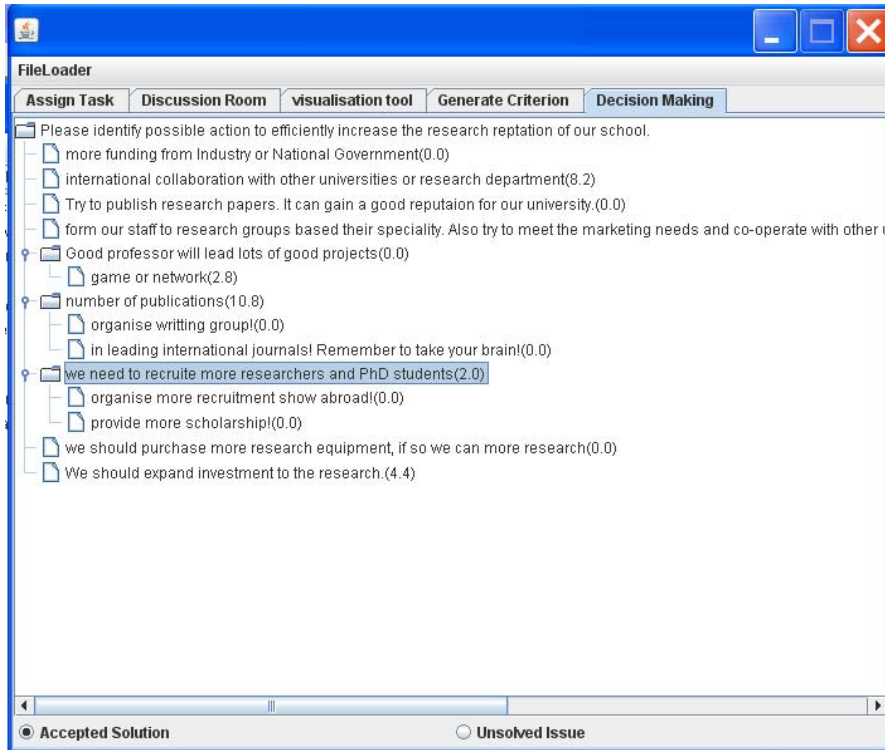 FileLoader
Assign Task Discussion Room visualisation tool Generate Criterion Decision Making
Please identify possible action to efficiently increase the research reptation of our school.
more funding from Industry or National Government(0.0)
international collaboration with other universities or research department(8.2)
Try to publish research papers. It can gain a good reputaion for our university.(0.0)
form our staff to research groups based their speciality. Also try to meet the marketing needs and co-operate with other
Good professor will lead lots of good projects(0.0)
game or network(2.8)
number of publications(10.8)
organise writting group!(0.0)
in leading international journals! Remember to take your brain!(0.0)
we need to recruite more researchers and PhD students(2.0)
organise more recruitment show abroad!(0.0)
provide more scholarship!(0.0)
we should purchase more research equipment, if so we can more research(0.0)
We should expand investment to the research.(4.4)
Accepted Solution Unsolved Issue